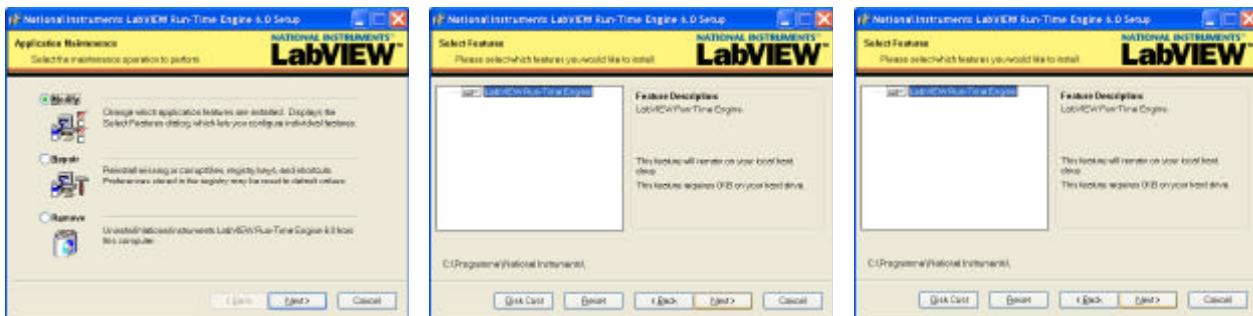 National Instruments LabVIEW Run-Time Engine 6.0 Setup
Application Maintenance
Select the maintenance operation to perform.
NATIONAL INSTRUMENTS
LabVIEW
Modify
Change which application features are installed. Displays the
Select Features dialog, which lets you configure individual features.
Repair
Reinstall missing or corrupt files, registry keys, and shortcuts.
Preferences stored in the registry may be reset to default values.
Remove
Uninstall National Instruments LabVIEW Run-Time Engine 6.0 from
this computer.
< Back Next > Cancel
National Instruments LabVIEW Run-Time Engine 6.0 Setup
Select Features
Please select which features you would like to install.
NATIONAL INSTRUMENTS
LabVIEW
LabVIEW Run-Time Engine
Feature Description:
LabVIEW Run-Time Engine
This feature will remain on your local hard
drive.
This feature requires 0KB on your hard drive.
C:\Programme\National Instruments\
Disk Cost Reset < Back Next > Cancel
National Instruments LabVIEW Run-Time Engine 6.0 Setup
Select Features
Please select which features you would like to install.
NATIONAL INSTRUMENTS
LabVIEW
LabVIEW Run-Time Engine
Feature Description:
LabVIEW Run-Time Engine
This feature will remain on your local hard
drive.
This feature requires 0KB on your hard drive.
C:\Programme\National Instruments\
Disk Cost Reset < Back Next > Cancel